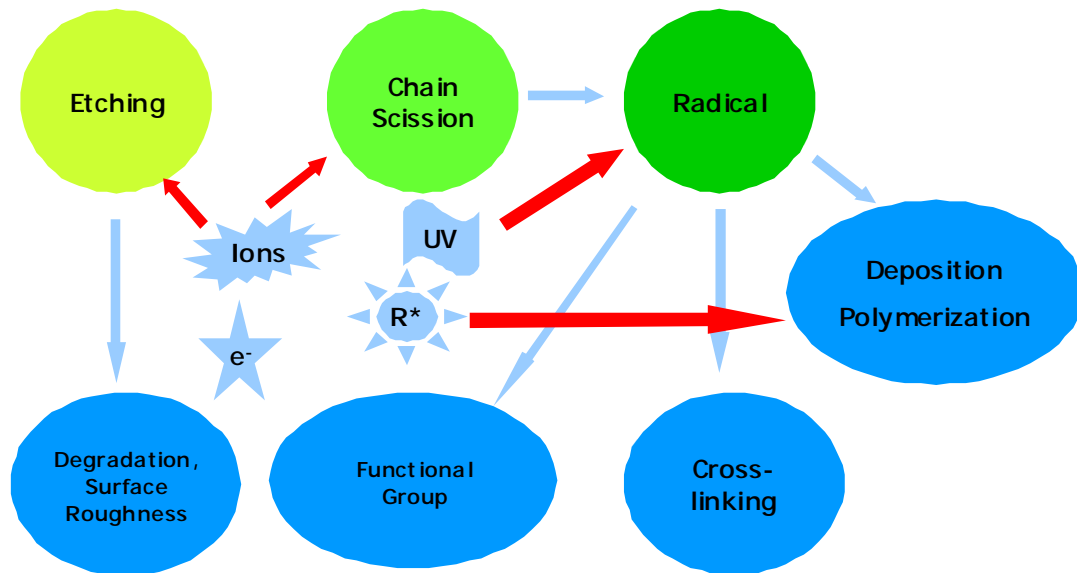 Etching
Chain
Scission
Radical
Ions
UV
R*
e-
Deposition
Polymerization
Degradation,
Surface
Roughness
Functional
Group
Cross-
linking